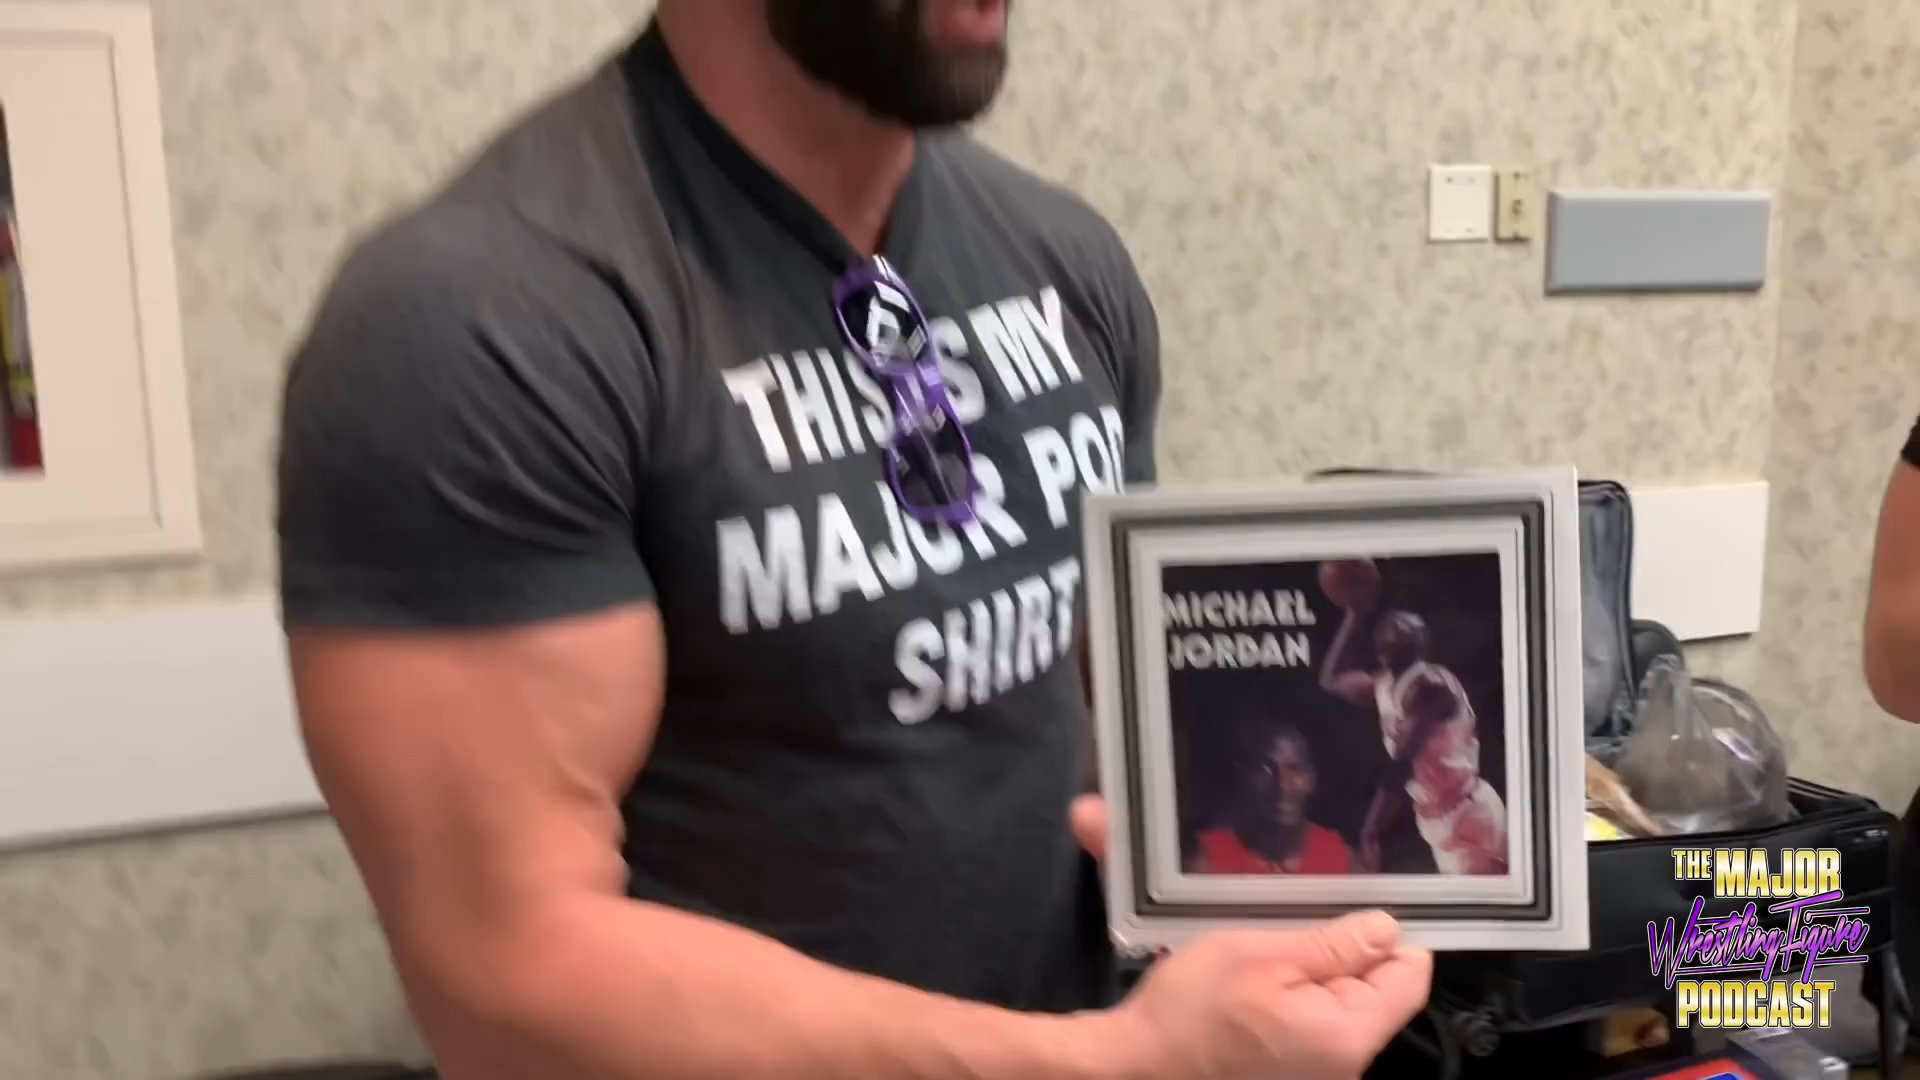 THIS IS MY
MAJOR POD
SHIRT
MICHAEL
JORDAN
THE MAJOR
Wrestling Figure
PODCAST